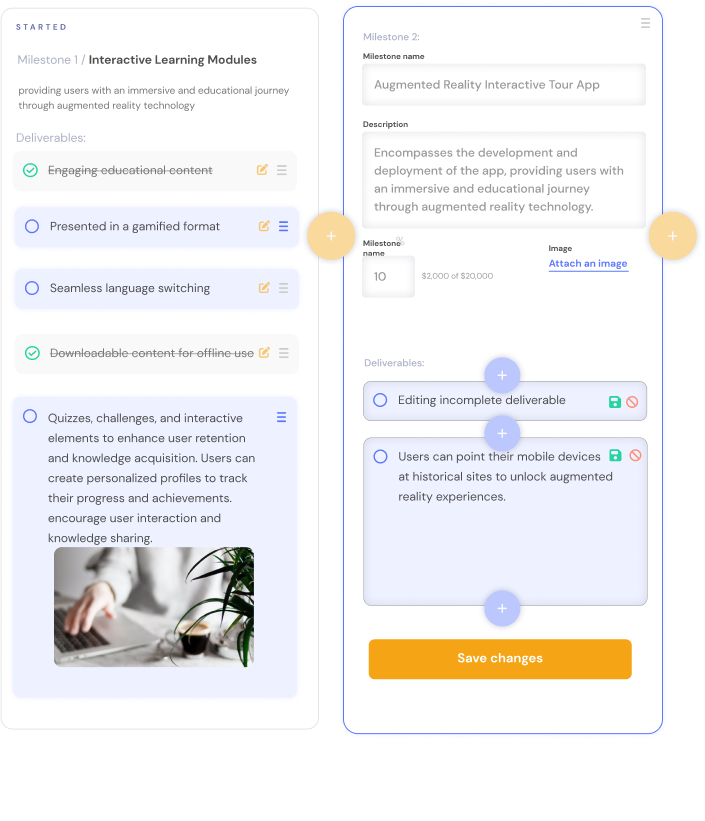 STARTED
Milestone 1 / Interactive Learning Modules
providing users with an immersive and educational journey
through augmented reality technology
Deliverables:
Engaging educational content
Presented in a gamified format
Seamless language switching
Downloadable content for offline use
Quizzes, challenges, and interactive
elements to enhance user retention
and knowledge acquisition. Users can
create personalized profiles to track
their progress and achievements.
encourage user interaction and
knowledge sharing.
+
Milestone 2:
Milestone name
Augmented Reality Interactive Tour App
Description
Encompasses the development and
deployment of the app, providing users with
an immersive and educational journey
through augmented reality technology.
+
Milestone
name
%
10
$2,000 of $20,000
Image
Attach an image
Deliverables:
+
Editing incomplete deliverable
+
Users can point their mobile devices
at historical sites to unlock augmented
reality experiences.
+
Save changes